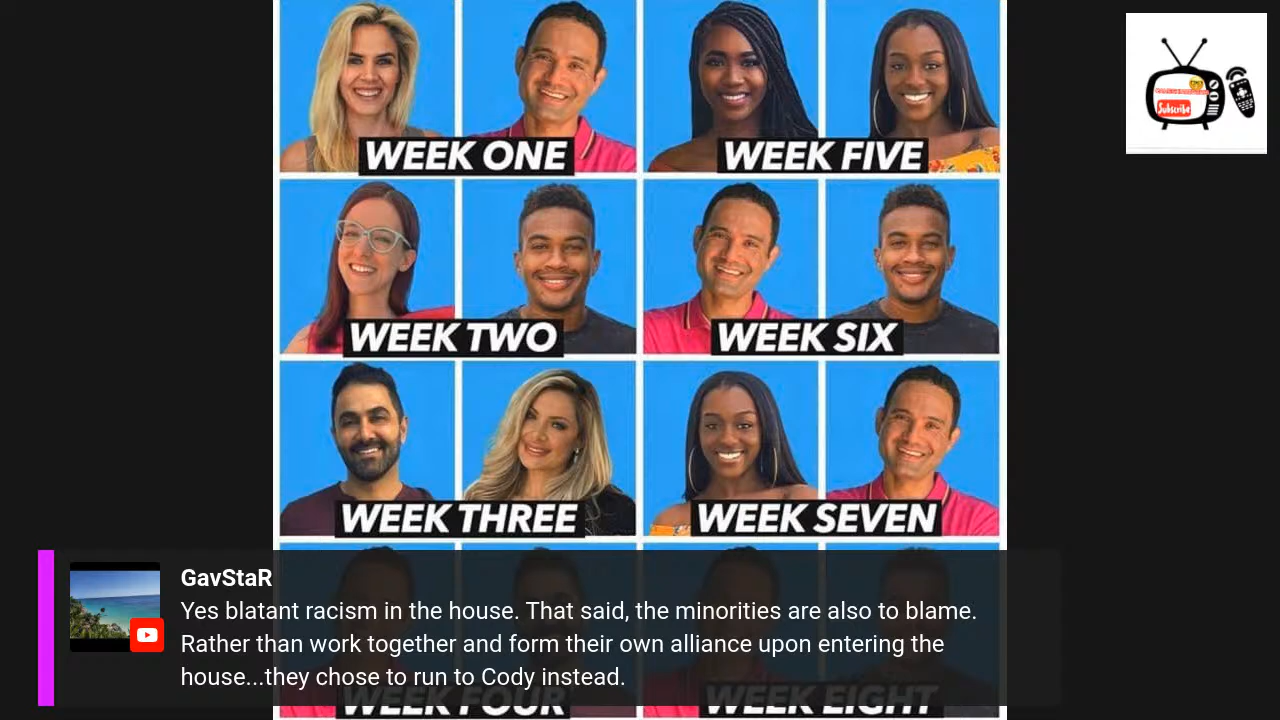 WEEK ONE
WEEK FIVE
WEEK TWO
WEEK SIX
WEEK THREE
WEEK SEVEN
WEEK FOUR
WEEK EIGHT
Subscribe
GavStaR
Yes blatant racism in the house. That said, the minorities are also to blame.
Rather than work together and form their own alliance upon entering the
house...they chose to run to Cody instead.